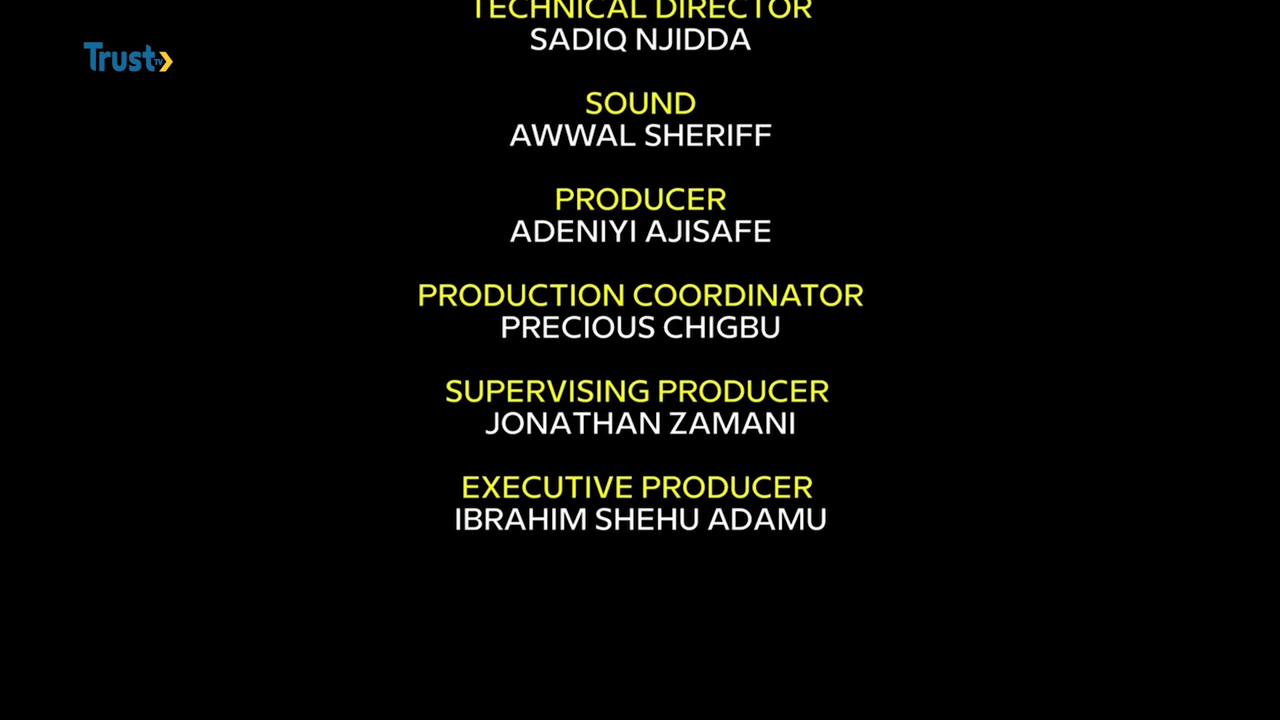 TECHNICAL DIRECTOR
SADIQ NJIDDA
Trust TV
SOUND
AWWAL SHERIFF
PRODUCER
ADENIYI AJISAFE
PRODUCTION COORDINATOR
PRECIOUS CHIGBU
SUPERVISING PRODUCER
JONATHAN ZAMANI
EXECUTIVE PRODUCER
IBRAHIM SHEHU ADAMU